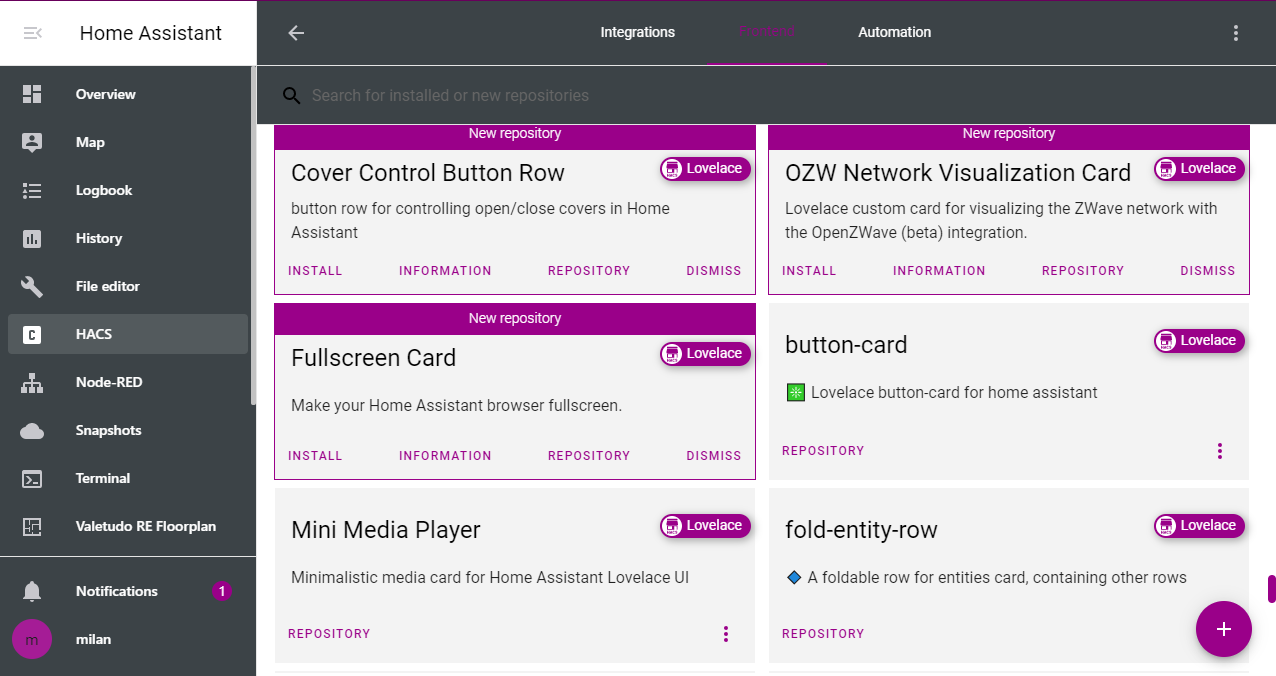 Home Assistant
Integrations
Frontend
Automation
Search for installed or new repositories
Overview
Map
Logbook
History
File editor
HACS
Node-RED
Snapshots
Terminal
Valetudo RE Floorplan
Notifications
1
m
milan
New repository
Cover Control Button Row
Lovelace
button row for controlling open/close covers in Home
Assistant
INSTALL INFORMATION REPOSITORY DISMISS
New repository
OZW Network Visualization Card
Lovelace
Lovelace custom card for visualizing the ZWave network with
the OpenZWave (beta) integration.
INSTALL INFORMATION REPOSITORY DISMISS
New repository
Fullscreen Card
Lovelace
Make your Home Assistant browser fullscreen.
INSTALL INFORMATION REPOSITORY DISMISS
button-card
Lovelace
❇️ Lovelace button-card for home assistant
REPOSITORY
Mini Media Player
Lovelace
Minimalistic media card for Home Assistant Lovelace UI
REPOSITORY
fold-entity-row
Lovelace
🔹 A foldable row for entities card, containing other rows
REPOSITORY